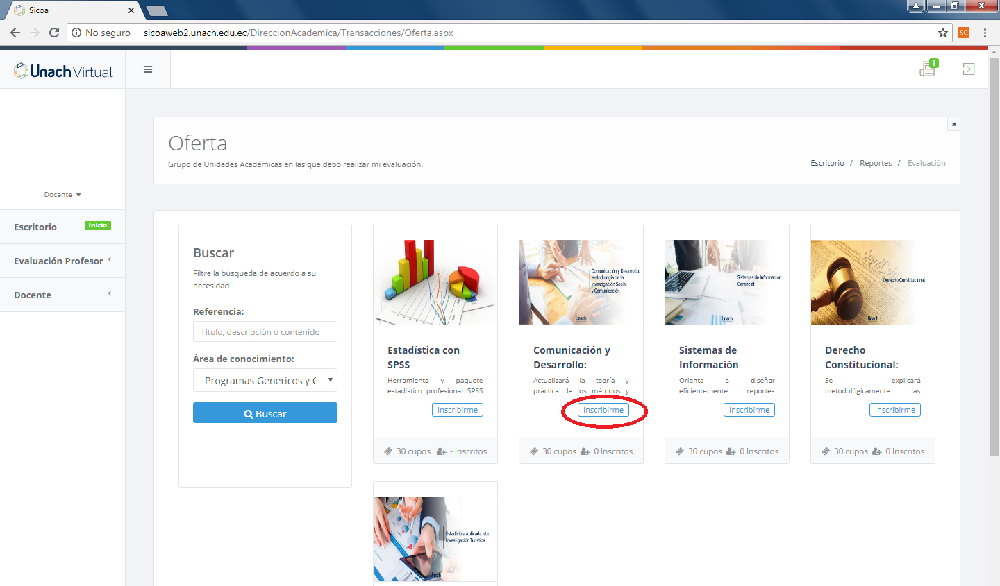 Sicoa
No seguro
sicoaweb2.unach.edu.ec/DireccionAcademica/Transacciones/Oferta.aspx
SC
Unach Virtual
!
Docente
Escritorio
Inicio
Evaluación Profesor
Docente
Oferta
Grupo de Unidades Académicas en las que debo realizar mi evaluación.
Escritorio / Reportes / Evaluación
Buscar
Filtre la búsqueda de acuerdo a su
necesidad.
Referencia:
Título, descripción o contenido
Área de conocimiento:
Programas Genéricos y C
Buscar
Estadística con
SPSS
Herramienta y paquete
estadístico profesional SPSS
Inscribirme
30 cupos - Inscritos
Comunicación y Desarrollo:
Metodología de la
Investigación Social
y Comunicación.
Unach
Comunicación y
Desarrollo:
Actualizará la teoría y
práctica de los métodos y
Inscribirme
30 cupos 0 Inscritos
Sistemas de Información
Gerencial
Unach
Sistemas de
Información
Orienta a diseñar
eficientemente reportes
Inscribirme
30 cupos 0 Inscritos
Derecho Constitucional
Unach
Derecho
Constitucional:
Se explicará
metodológicamente las
Inscribirme
30 cupos 0 Inscritos
Estadística Aplicada a la
Investigación Turística
Unach